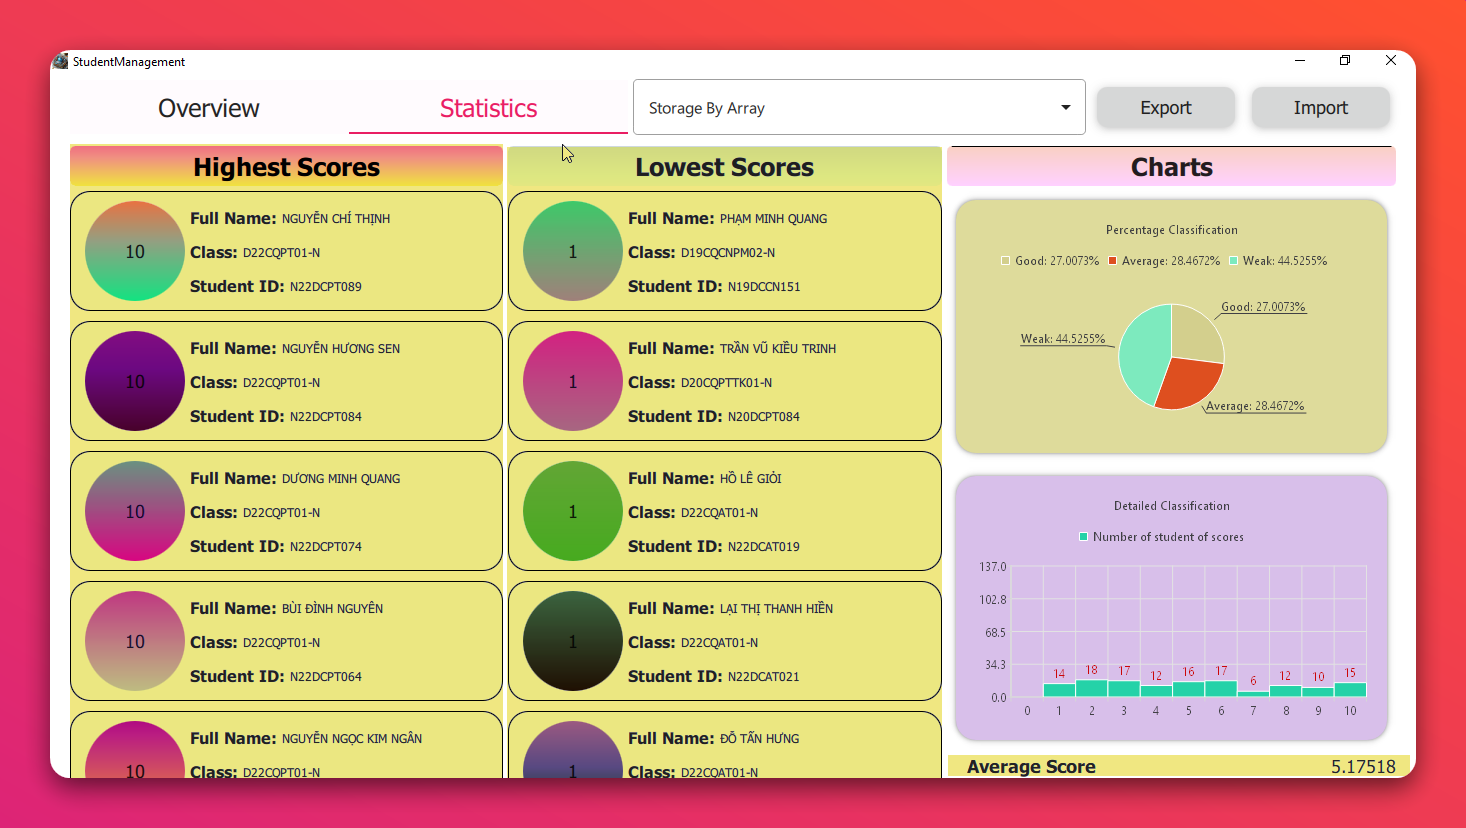 StudentManagement
Overview
Statistics
Storage By Array
Export
Import
Highest Scores
10
Full Name: NGUYỄN CHÍ THỊNH
Class: D22CQPT01-N
Student ID: N22DCPT089
10
Full Name: NGUYỄN HƯƠNG SEN
Class: D22CQPT01-N
Student ID: N22DCPT084
10
Full Name: DƯƠNG MINH QUANG
Class: D22CQPT01-N
Student ID: N22DCPT074
10
Full Name: BÙI ĐÌNH NGUYÊN
Class: D22CQPT01-N
Student ID: N22DCPT064
10
Full Name: NGUYỄN NGỌC KIM NGÂN
Class: D22CQPT01-N
Lowest Scores
1
Full Name: PHẠM MINH QUANG
Class: D19CQCNPM02-N
Student ID: N19DCCN151
1
Full Name: TRẦN VŨ KIỀU TRINH
Class: D20CQPTTK01-N
Student ID: N20DCPT084
1
Full Name: HỒ LÊ GIỎI
Class: D22CQAT01-N
Student ID: N22DCAT019
1
Full Name: LẠI THỊ THANH HIỀN
Class: D22CQAT01-N
Student ID: N22DCAT021
1
Full Name: ĐỖ TẤN HƯNG
Class: D22CQAT01-N
Charts
Percentage Classification
Good: 27.0073% Average: 28.4672% Weak: 44.5255%
Good: 27.0073%
Weak: 44.5255%
Average: 28.4672%
Detailed Classification
Number of student of scores
137.0
102.8
68.5
34.3
0.0
14 18 17 12 16 17 6 12 10 15
0 1 2 3 4 5 6 7 8 9 10
Average Score 5.17518